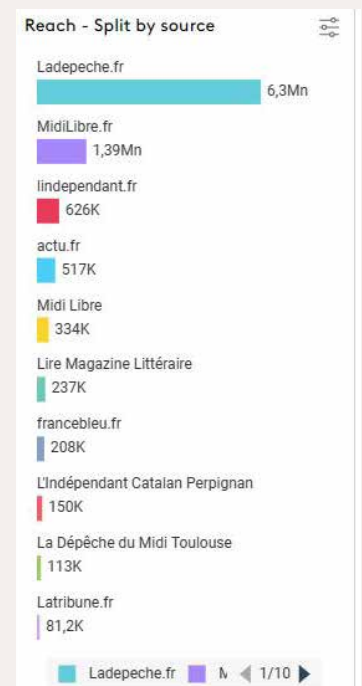 Reach - Split by source
Ladepeche.fr
6,3Mn
MidiLibre.fr
1,39Mn
lindependant.fr
626K
actu.fr
517K
Midi Libre
334K
Lire Magazine Littéraire
237K
francebleu.fr
208K
L'Indépendant Catalan Perpignan
150K
La Dépêche du Midi Toulouse
113K
Latribune.fr
81,2K
Ladepeche.fr 1/10